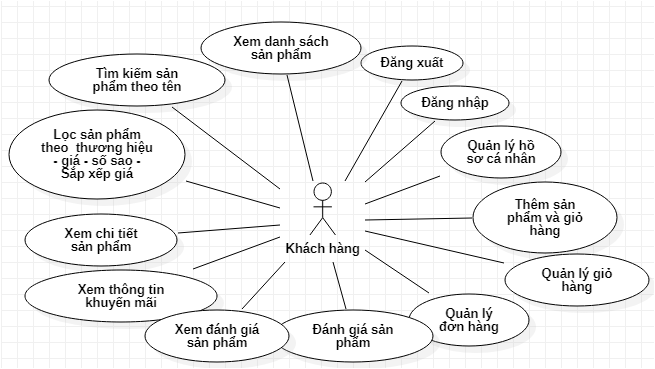 Xem danh sách
sản phẩm
Đăng xuất
Tìm kiếm sản
phẩm theo tên
Đăng nhập
Lọc sản phẩm
theo thương hiệu
- giá - số sao -
Sắp xếp giá
Quản lý hồ
sơ cá nhân
Thêm sản
phẩm và giỏ
hàng
Xem chi tiết
sản phẩm
Khách hàng
Quản lý giỏ
hàng
Xem thông tin
khuyến mãi
Quản lý
đơn hàng
Xem đánh giá
sản phẩm
Đánh giá sản
phẩm